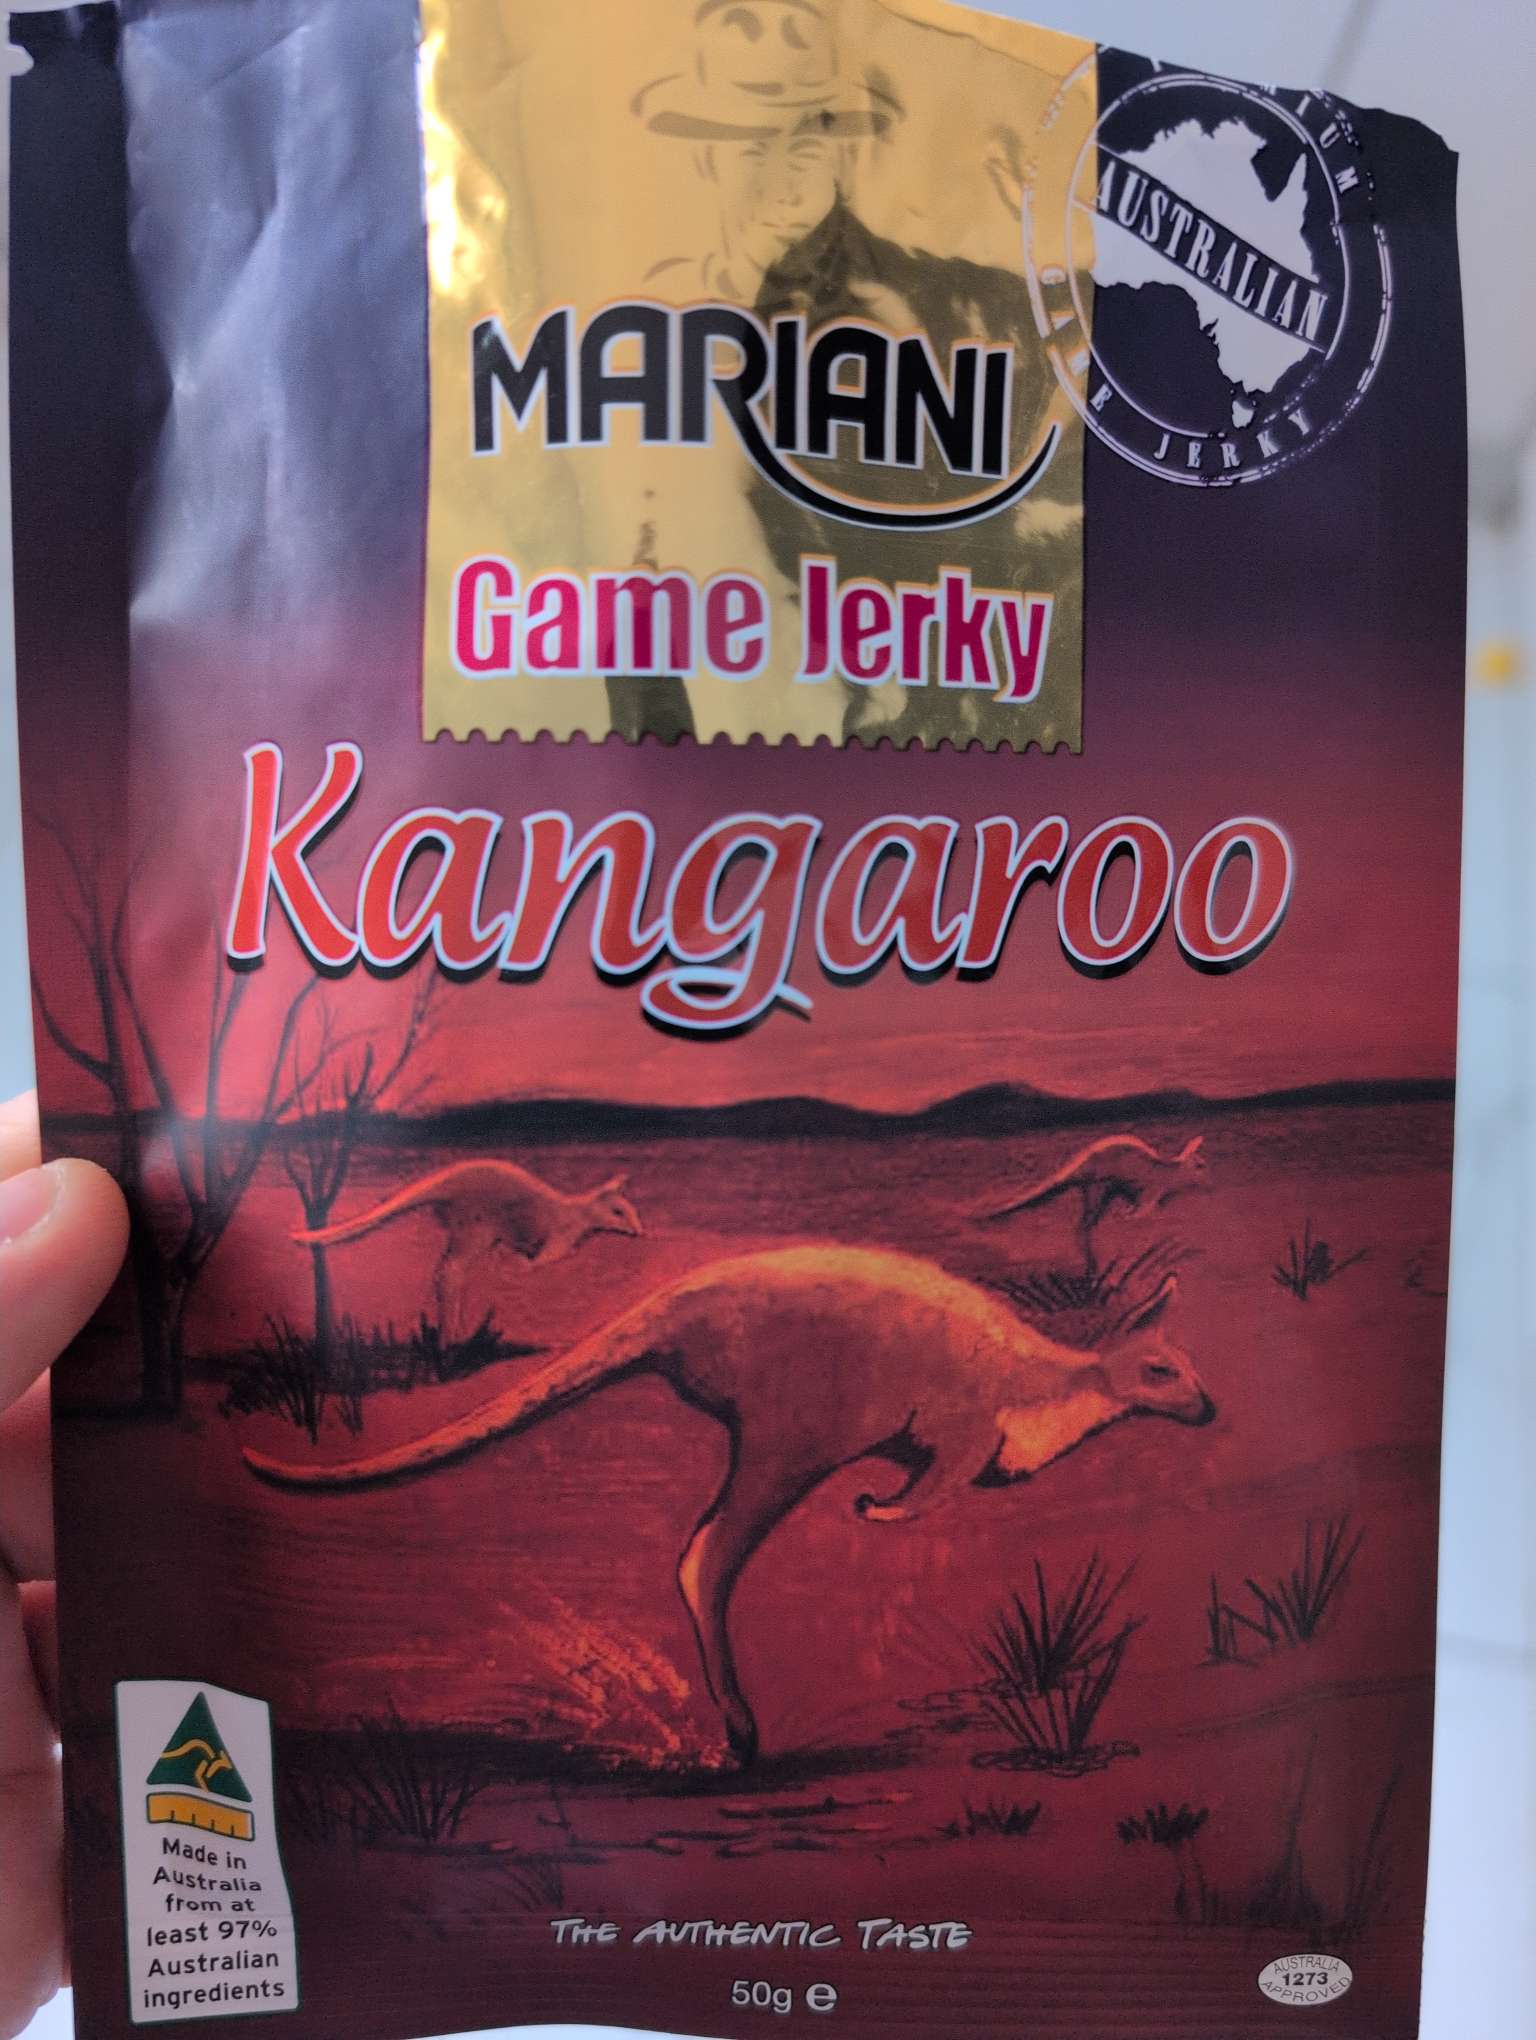 MARIANI
Game Jerky
AUSTRALIAN
GAME JERKY
Kangaroo
Made in
Australia
from at
least 97%
Australian
ingredients
THE AUTHENTIC TASTE
50g e
AUSTRALIA
1273
APPROVED